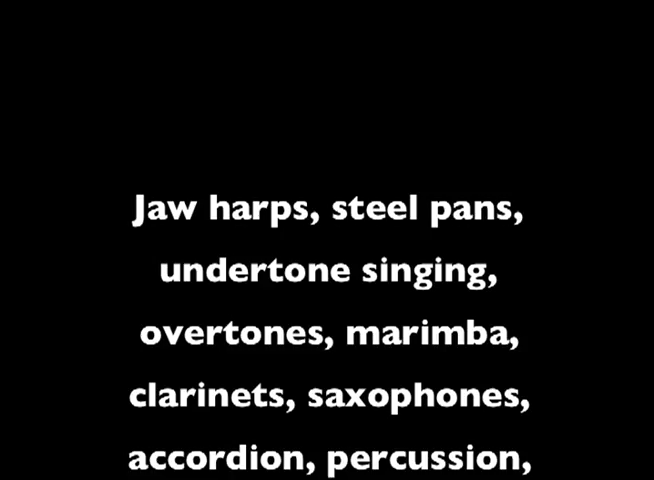 Jaw harps, steel pans,
undertone singing,
overtones, marimba,
clarinets, saxophones,
accordion, percussion,